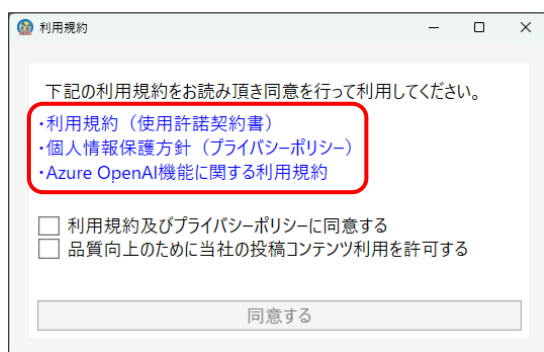 利用規約
下記の利用規約をお読み頂き同意を行って利用してください。
・利用規約（使用許諾契約書）
・個人情報保護方針（プライバシーポリシー）
・Azure OpenAI機能に関する利用規約
利用規約及びプライバシーポリシーに同意する
品質向上のために当社の投稿コンテンツ利用を許可する
同意する